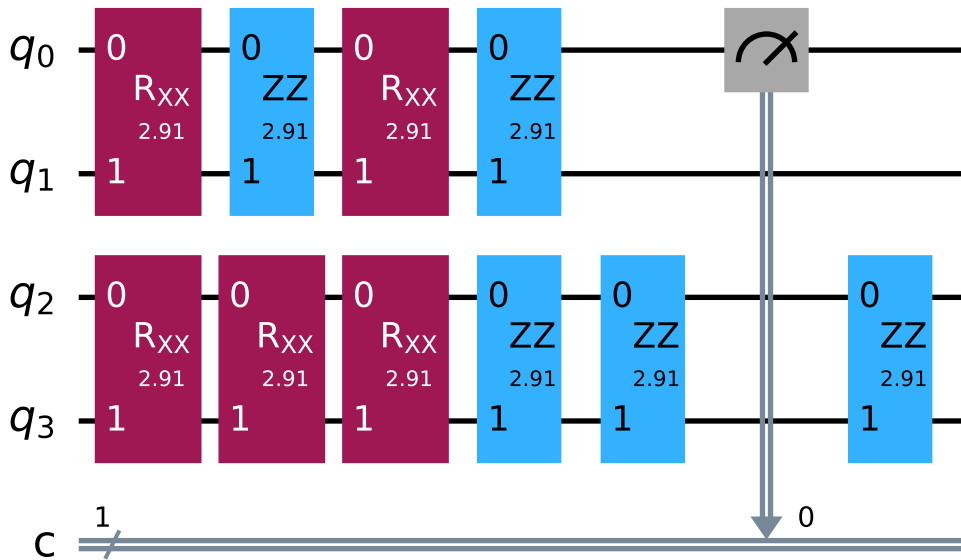 q0 0 0 0 0
RXX ZZ RXX ZZ
2.91 2.91 2.91 2.91
q1 1 1 1 1
q2 0 0 0 0 0 0
RXX RXX RXX ZZ ZZ ZZ
2.91 2.91 2.91 2.91 2.91 2.91
q3 1 1 1 1 1 1
1 0
c